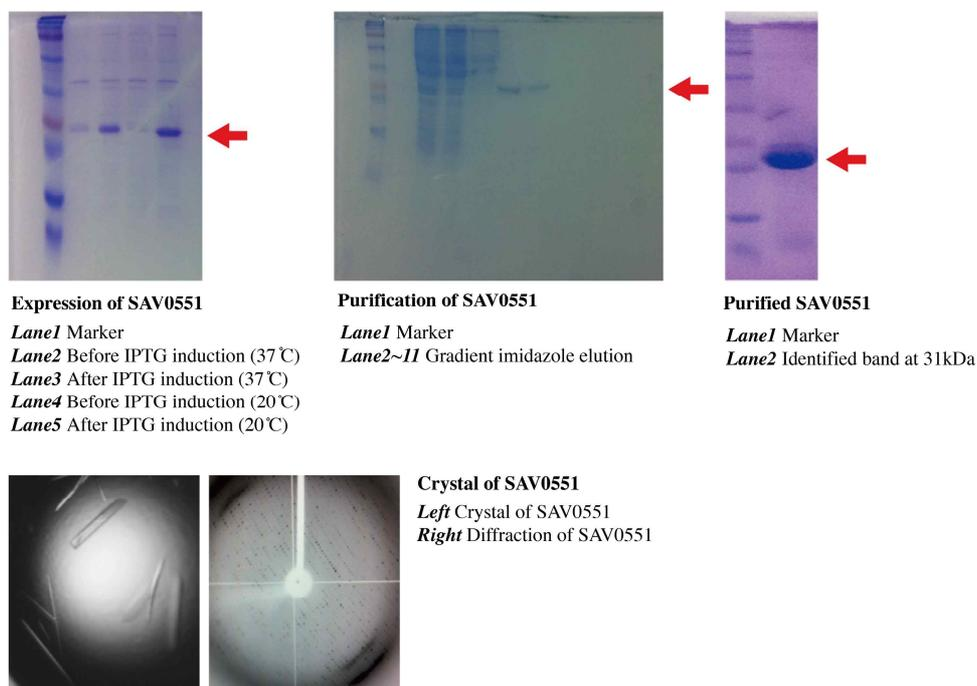 Expression of SAV0551
Lane1 Marker
Lane2 Before IPTG induction (37℃)
Lane3 After IPTG induction (37℃)
Lane4 Before IPTG induction (20℃)
Lane5 After IPTG induction (20℃)
Purification of SAV0551
Lane1 Marker
Lane2~11 Gradient imidazole elution
Purified SAV0551
Lane1 Marker
Lane2 Identified band at 31kDa
Crystal of SAV0551
Left Crystal of SAV0551
Right Diffraction of SAV0551